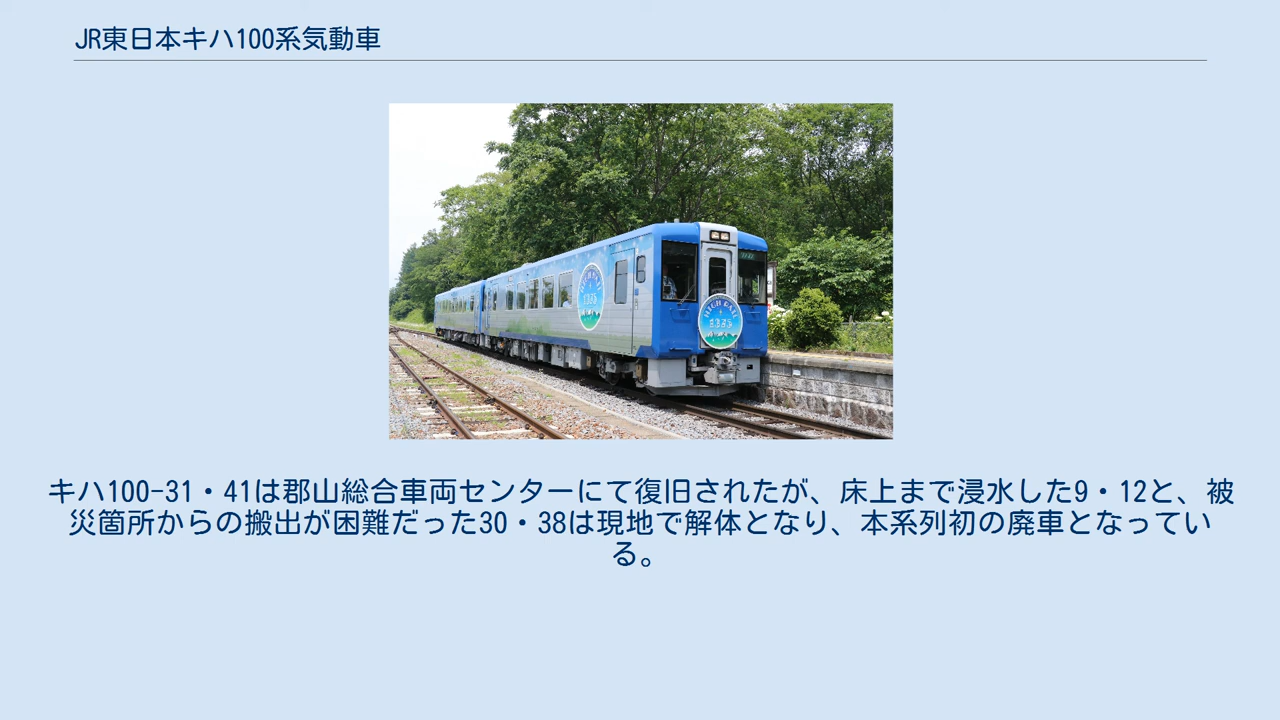 JR東日本キハ100系気動車
HIGH RAIL
HIGH RAIL
キハ100-31・41は郡山総合車両センターにて復旧されたが、床上まで浸水した9・12と、被
災箇所からの搬出が困難だった30・38は現地で解体となり、本系列初の廃車となってい
る。